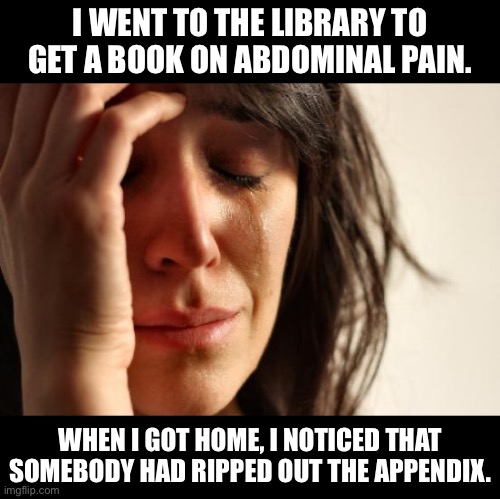 I WENT TO THE LIBRARY TO
GET A BOOK ON ABDOMINAL PAIN.
WHEN I GOT HOME, I NOTICED THAT
SOMEBODY HAD RIPPED OUT THE APPENDIX.
imgflip.com